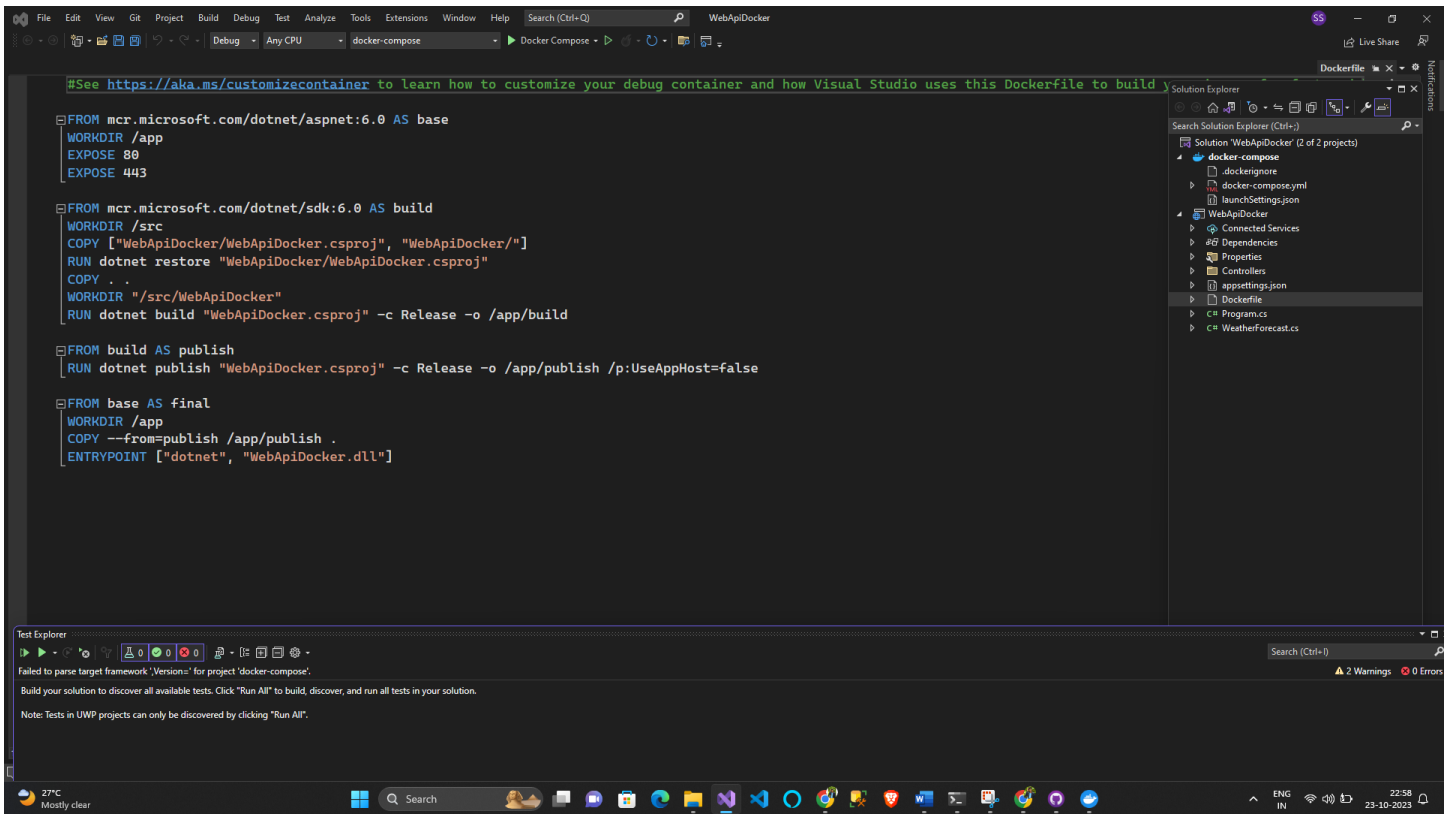 File Edit View Git Project Build Debug Test Analyze Tools Extensions Window Help Search (Ctrl+Q) WebApiDocker SS
Debug Any CPU docker-compose Docker Compose Live Share
Dockerfile
Notifications
#See https://aka.ms/customizecontainer to learn how to customize your debug container and how Visual Studio uses this Dockerfile to build
FROM mcr.microsoft.com/dotnet/aspnet:6.0 AS base
WORKDIR /app
EXPOSE 80
EXPOSE 443
FROM mcr.microsoft.com/dotnet/sdk:6.0 AS build
WORKDIR /src
COPY ["WebApiDocker/WebApiDocker.csproj", "WebApiDocker/"]
RUN dotnet restore "WebApiDocker/WebApiDocker.csproj"
COPY . .
WORKDIR "/src/WebApiDocker"
RUN dotnet build "WebApiDocker.csproj" -c Release -o /app/build
FROM build AS publish
RUN dotnet publish "WebApiDocker.csproj" -c Release -o /app/publish /p:UseAppHost=false
FROM base AS final
WORKDIR /app
COPY --from=publish /app/publish .
ENTRYPOINT ["dotnet", "WebApiDocker.dll"]
Solution Explorer
Search Solution Explorer (Ctrl+;)
Solution 'WebApiDocker' (2 of 2 projects)
docker-compose
.dockerignore
docker-compose.yml
launchSettings.json
WebApiDocker
Connected Services
Dependencies
Properties
Controllers
appsettings.json
Dockerfile
C# Program.cs
C# WeatherForecast.cs
Test Explorer
0 0 0 Search (Ctrl+I)
Failed to parse target framework ',Version=' for project 'docker-compose'. 2 Warnings 0 Errors
Build your solution to discover all available tests. Click "Run All" to build, discover, and run all tests in your solution.
Note: Tests in UWP projects can only be discovered by clicking "Run All".
27°C
Mostly clear
Search
ENG
IN
22:58
23-10-2023